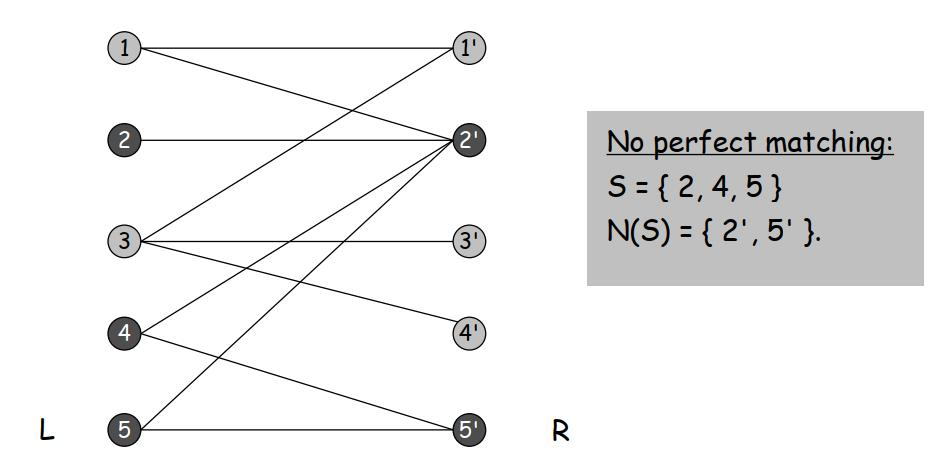 1 1'
2 2'
No perfect matching:
S = { 2, 4, 5 }
N(S) = { 2', 5' }.
3 3'
4 4'
L 5 5' R